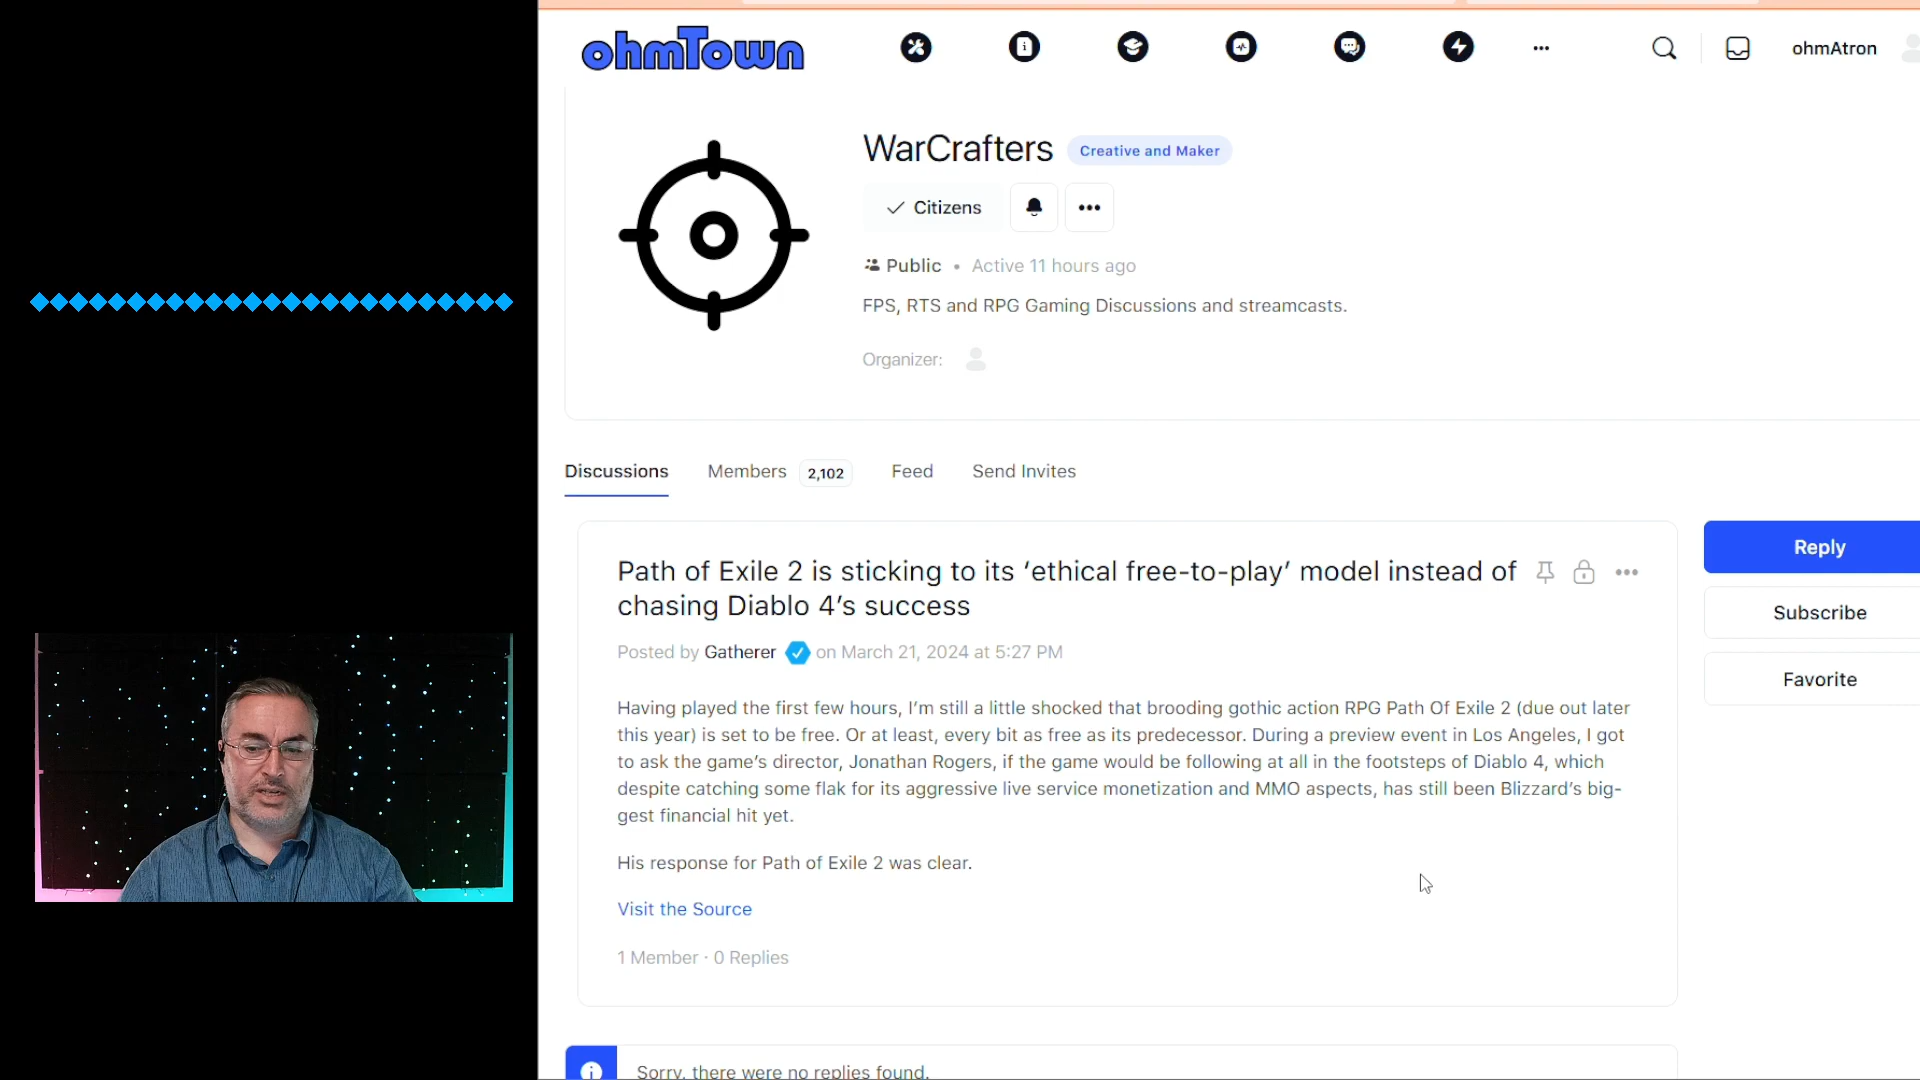 ohmTown
ohmAtron
WarCrafters
Creative and Maker
Citizens
Public • Active 11 hours ago
FPS, RTS and RPG Gaming Discussions and streamcasts.
Organizer:
Discussions
Members 2,102
Feed
Send Invites
Path of Exile 2 is sticking to its ‘ethical free-to-play’ model instead of
chasing Diablo 4’s success
Posted by Gatherer on March 21, 2024 at 5:27 PM
Having played the first few hours, I’m still a little shocked that brooding gothic action RPG Path Of Exile 2 (due out later
this year) is set to be free. Or at least, every bit as free as its predecessor. During a preview event in Los Angeles, I got
to ask the game’s director, Jonathan Rogers, if the game would be following at all in the footsteps of Diablo 4, which
despite catching some flak for its aggressive live service monetization and MMO aspects, has still been Blizzard’s big-
gest financial hit yet.
His response for Path of Exile 2 was clear.
Visit the Source
1 Member · 0 Replies
Reply
Subscribe
Favorite
Sorry, there were no replies found.